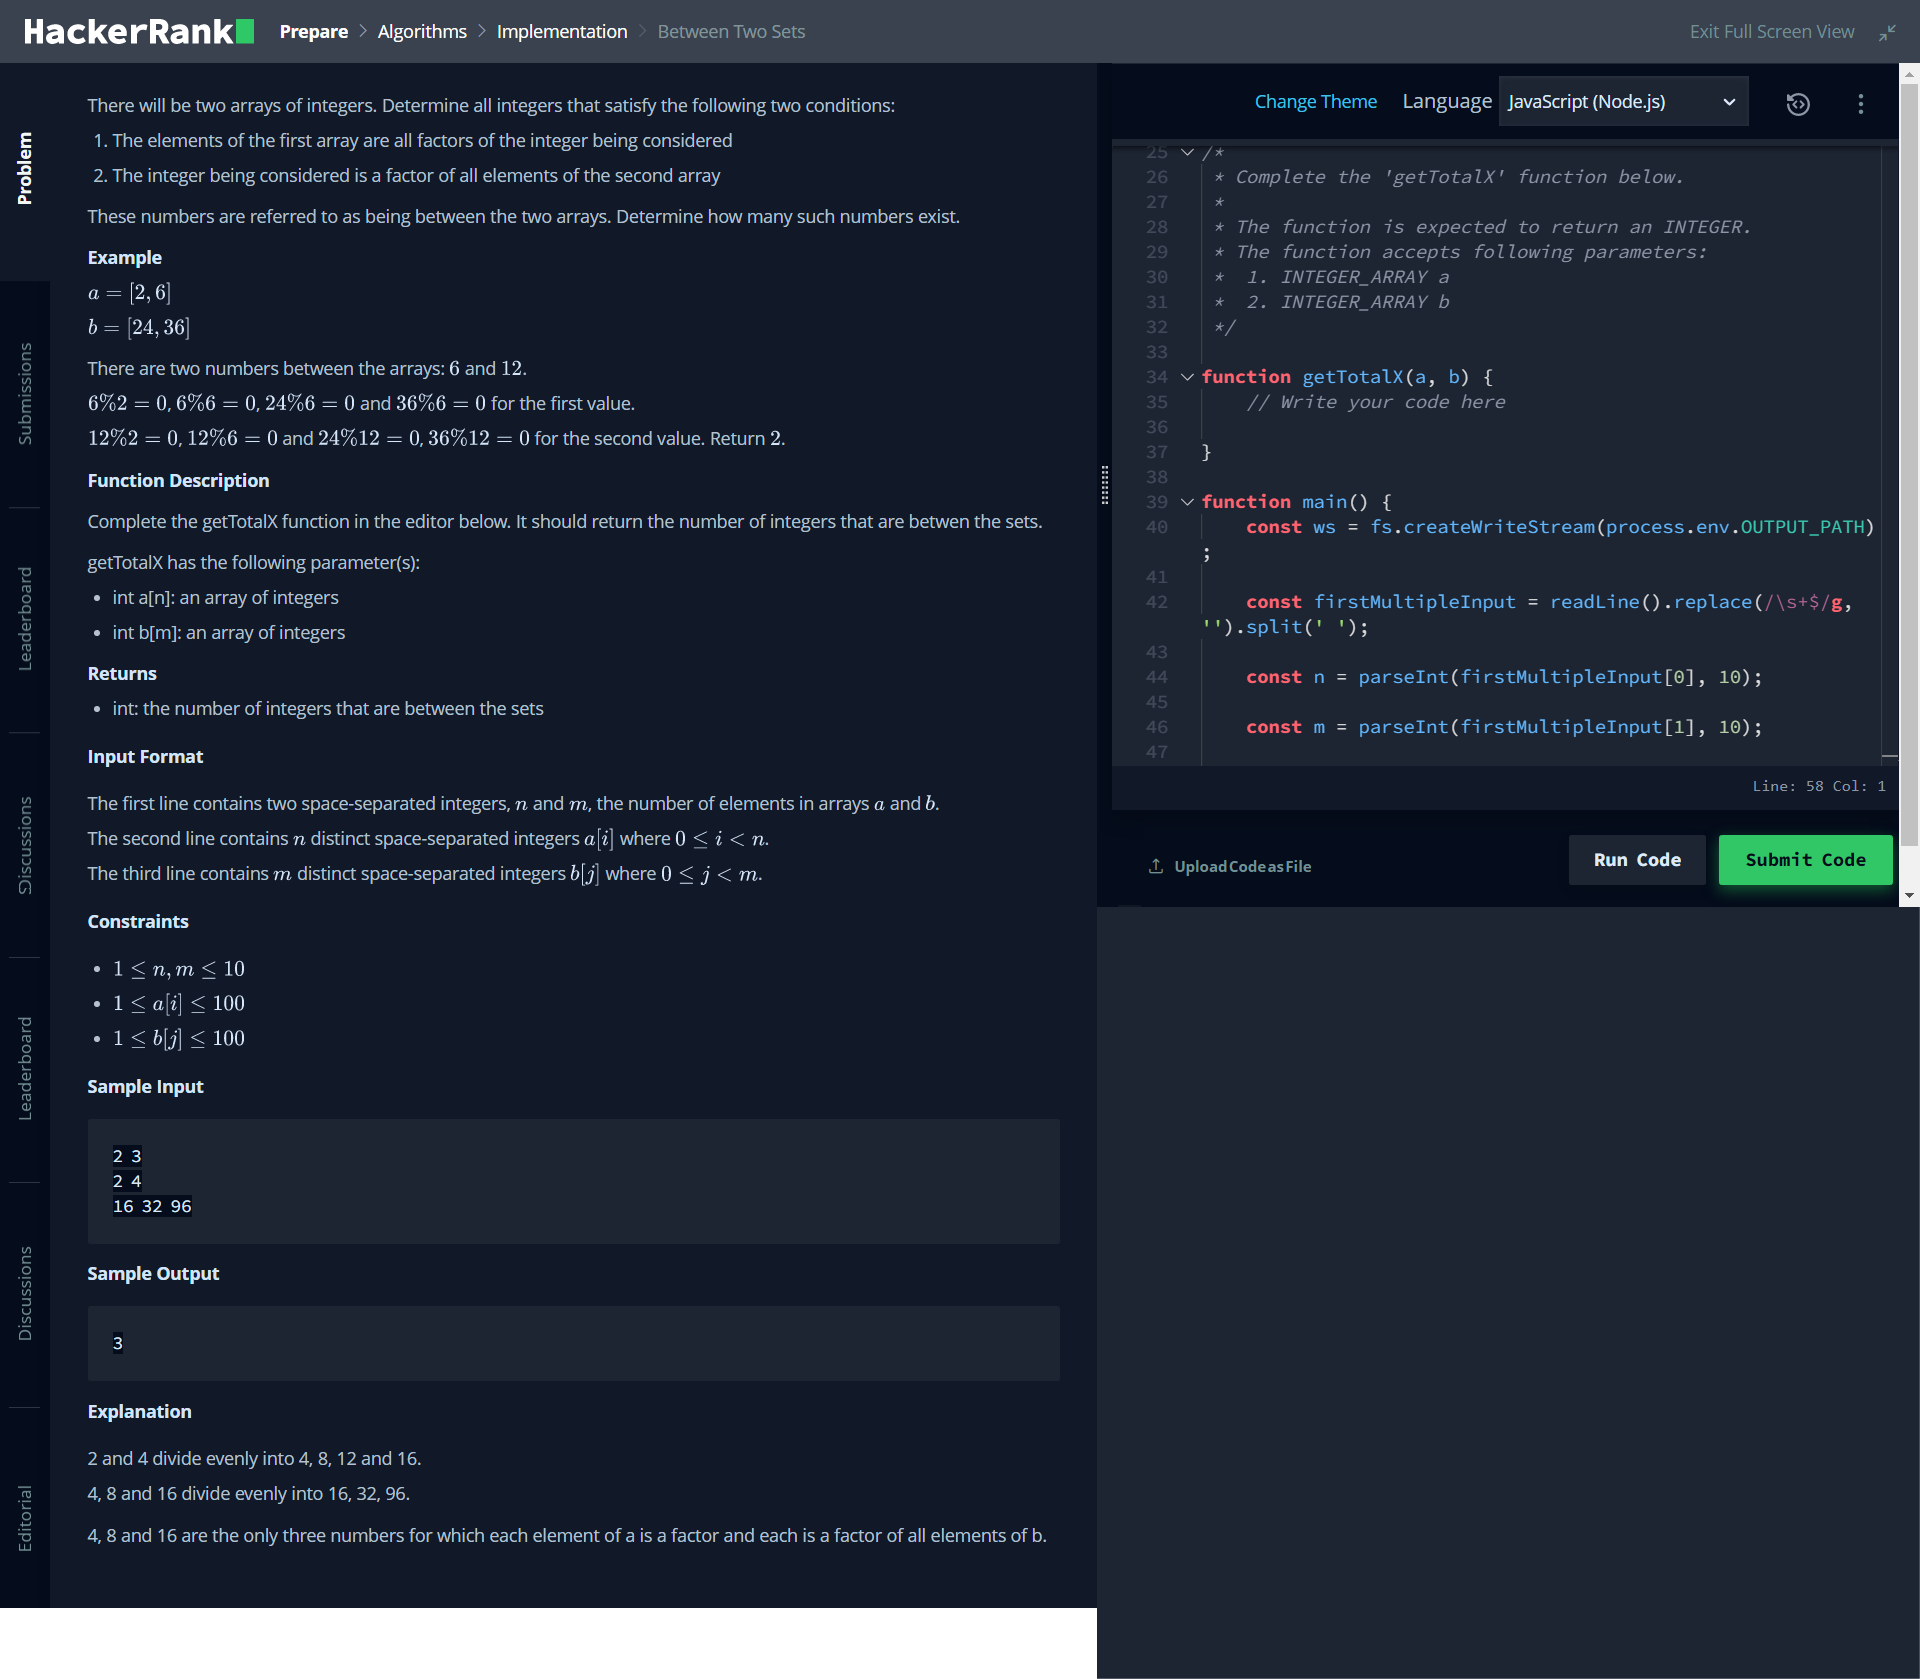 HackerRank
Prepare > Algorithms > Implementation > Between Two Sets
Exit Full Screen View
Problem
Submissions
Leaderboard
Discussions
Leaderboard
Discussions
Editorial
There will be two arrays of integers. Determine all integers that satisfy the following two conditions:
1. The elements of the first array are all factors of the integer being considered
2. The integer being considered is a factor of all elements of the second array
These numbers are referred to as being between the two arrays. Determine how many such numbers exist.
Example
a = [2, 6]
b = [24, 36]
There are two numbers between the arrays: 6 and 12.
6%2 = 0, 6%6 = 0, 24%6 = 0 and 36%6 = 0 for the first value.
12%2 = 0, 12%6 = 0 and 24%12 = 0, 36%12 = 0 for the second value. Return 2.
Function Description
Complete the getTotalX function in the editor below. It should return the number of integers that are betwen the sets.
getTotalX has the following parameter(s):
• int a[n]: an array of integers
• int b[m]: an array of integers
Returns
• int: the number of integers that are between the sets
Input Format
The first line contains two space-separated integers, n and m, the number of elements in arrays a and b.
The second line contains n distinct space-separated integers a[i] where 0 ≤ i < n.
The third line contains m distinct space-separated integers b[j] where 0 ≤ j < m.
Constraints
• 1 ≤ n, m ≤ 10
• 1 ≤ a[i] ≤ 100
• 1 ≤ b[j] ≤ 100
Sample Input
2 3
2 4
16 32 96
Sample Output
3
Explanation
2 and 4 divide evenly into 4, 8, 12 and 16.
4, 8 and 16 divide evenly into 16, 32, 96.
4, 8 and 16 are the only three numbers for which each element of a is a factor and each is a factor of all elements of b.
Change Theme Language JavaScript (Node.js)
25 /*
26 * Complete the 'getTotalX' function below.
27 *
28 * The function is expected to return an INTEGER.
29 * The function accepts following parameters:
30 * 1. INTEGER_ARRAY a
31 * 2. INTEGER_ARRAY b
32 */
33
34 function getTotalX(a, b) {
35 // Write your code here
36
37 }
38
39 function main() {
40 const ws = fs.createWriteStream(process.env.OUTPUT_PATH)
;
41
42 const firstMultipleInput = readLine().replace(/\s+$/g,
'').split(' ');
43
44 const n = parseInt(firstMultipleInput[0], 10);
45
46 const m = parseInt(firstMultipleInput[1], 10);
47
Line: 58 Col: 1
Upload Code as File
Run Code
Submit Code